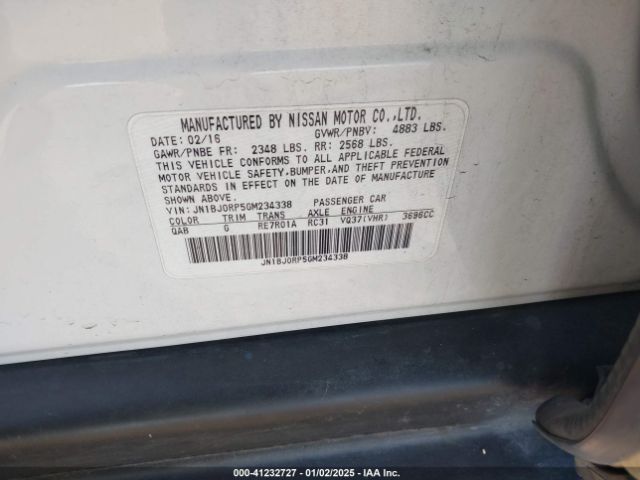 MANUFACTURED BY NISSAN MOTOR CO.,LTD.
DATE: 02/16 GVWR/PNBV: 4883 LBS.
GAWR/PNBE FR: 2348 LBS. RR: 2568 LBS.
THIS VEHICLE CONFORMS TO ALL APPLICABLE FEDERAL
MOTOR VEHICLE SAFETY,BUMPER,AND THEFT PREVENTION
STANDARDS IN EFFECT ON THE DATE OF MANUFACTURE
SHOWN ABOVE.
VIN: JN1BJ0RP5GM234338 PASSENGER CAR
COLOR TRIM TRANS AXLE ENGINE
QAB G RE7R01A RC31 VQ37(VHR) 3696CC
JN1BJ0RP5GM234338
©2025 - 41232727 - 01/02/2025 - IAA Inc.